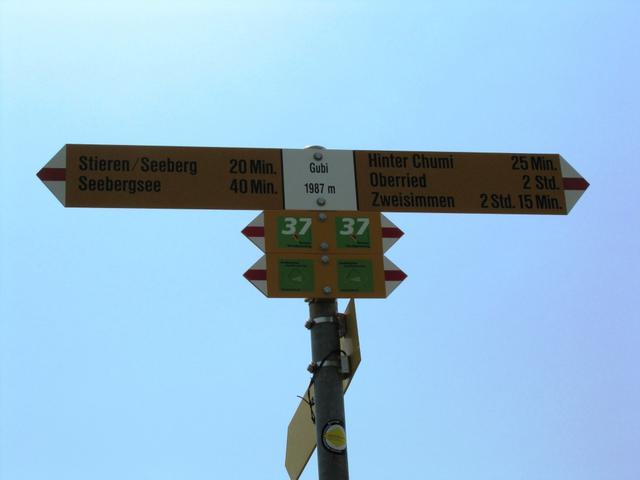 Stieren/Seeberg 20 Min.
Seebergsee 40 Min.
Gubi
1987 m
Hinter Chumi 25 Min.
Oberried 2 Std.
Zweisimmen 2 Std. 15 Min.
37 37